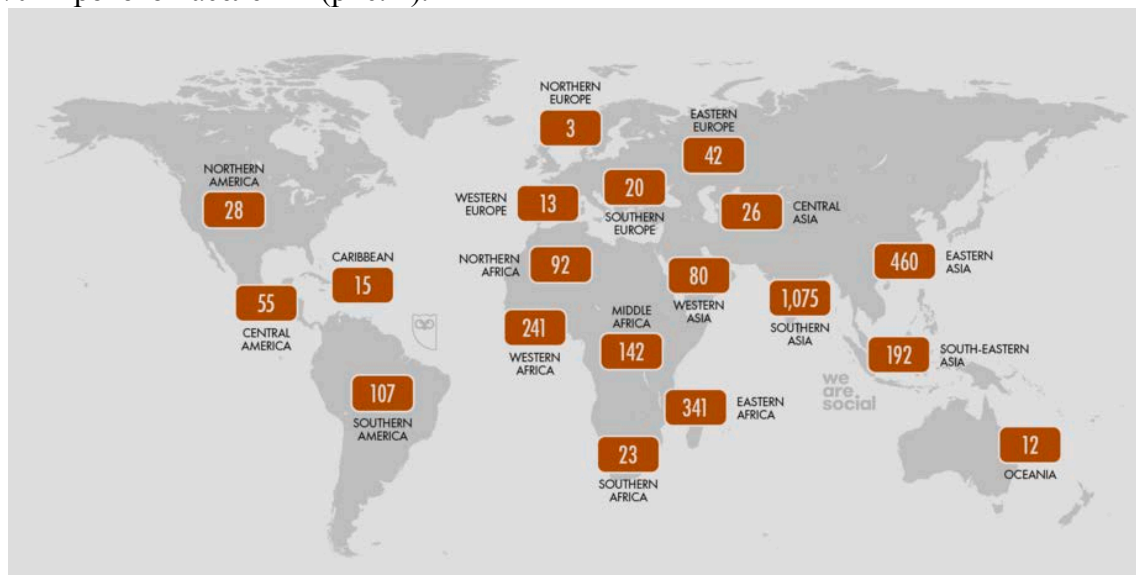 NORTHERN
EUROPE
3
EASTERN
EUROPE
42
NORTHERN
AMERICA
28
WESTERN
EUROPE
13
20
SOUTHERN
EUROPE
26
CENTRAL
ASIA
CARIBBEAN
15
NORTHERN
AFRICA
92
80
WESTERN
ASIA
460
EASTERN
ASIA
55
CENTRAL
AMERICA
241
WESTERN
AFRICA
MIDDLE
AFRICA
142
1,075
SOUTHERN
ASIA
192
SOUTH-EASTERN
ASIA
107
SOUTHERN
AMERICA
341
EASTERN
AFRICA
we
are
social
23
SOUTHERN
AFRICA
12
OCEANIA